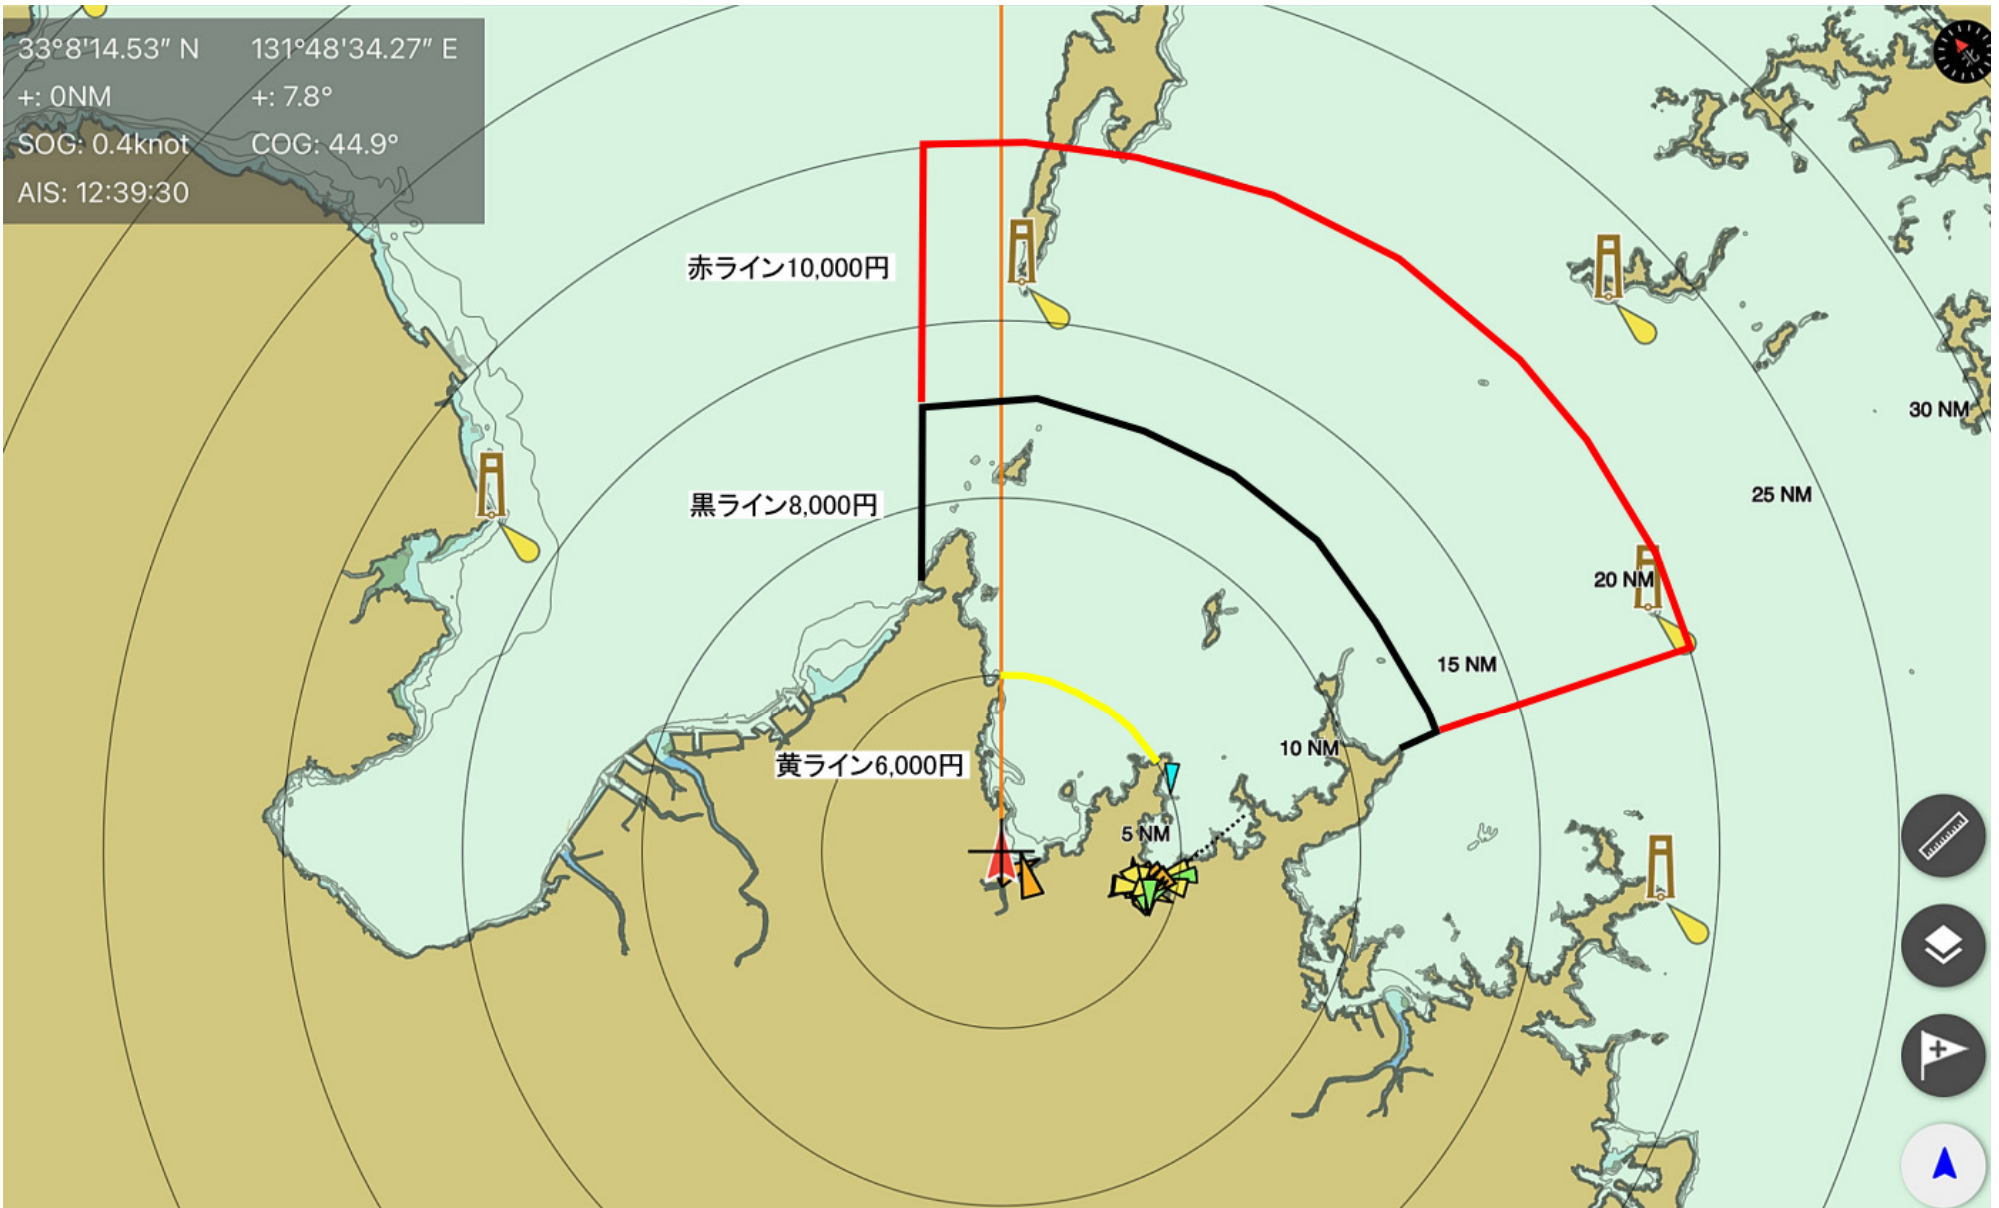 33°8'14.53" N 131°48'34.27" E
+: 0NM +: 7.8°
SOG: 0.4knot COG: 44.9°
AIS: 12:39:30
北
赤ライン10,000円
30 NM
25 NM
黒ライン8,000円
20 NM
15 NM
10 NM
黄ライン6,000円
5 NM